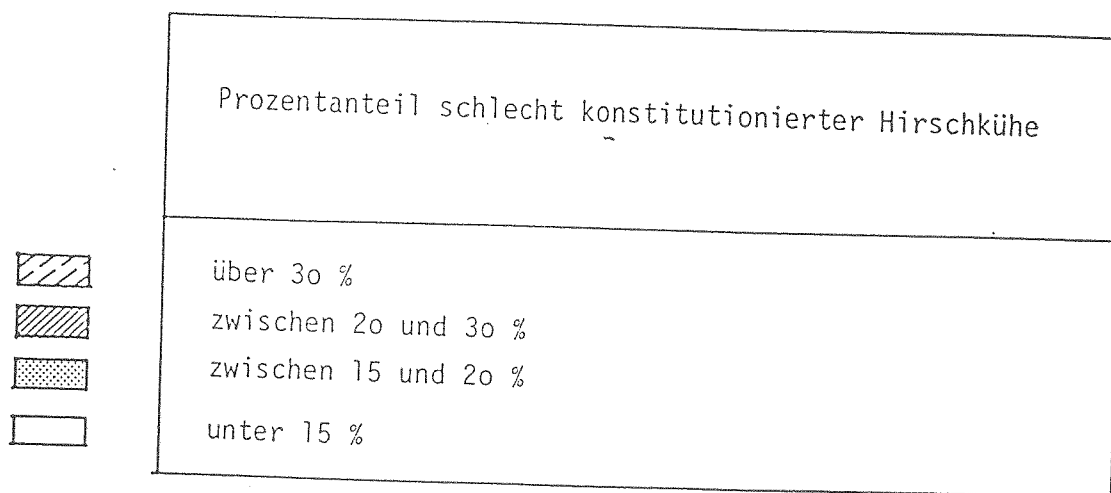 Prozentanteil schlecht konstitutionierter Hirschkühe
über 3o %
zwischen 2o und 3o %
zwischen 15 und 2o %
unter 15 %